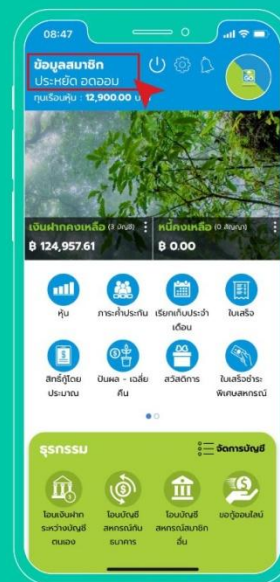 08:47
ข้อมูลสมาชิก
ประหยัด อดออม
ทุนเรือนหุ้น : 12,900.00 บ
เงินฝากคงเหลือ (3 บัญชี)
หนี้คงเหลือ (0 สัญญา)
฿ 124,957.61
฿ 0.00
หุ้น
ภาระค้ำประกัน
เรียกเก็บประจำ
เดือน
ใบเสร็จ
สิทธิ์กู้โดย
ประมาณ
ปันผล - เฉลี่ย
คืน
สวัสดิการ
ใบเสร็จชำระ
พิเศษสหกรณ์
ธุรกรรม
จัดการบัญชี
โอนเงินฝาก
ระหว่างบัญชี
ตนเอง
โอนบัญชี
สหกรณ์กับ
ธนาคาร
โอนบัญชี
สหกรณ์สมาชิก
อื่น
ขอกู้ออนไลน์